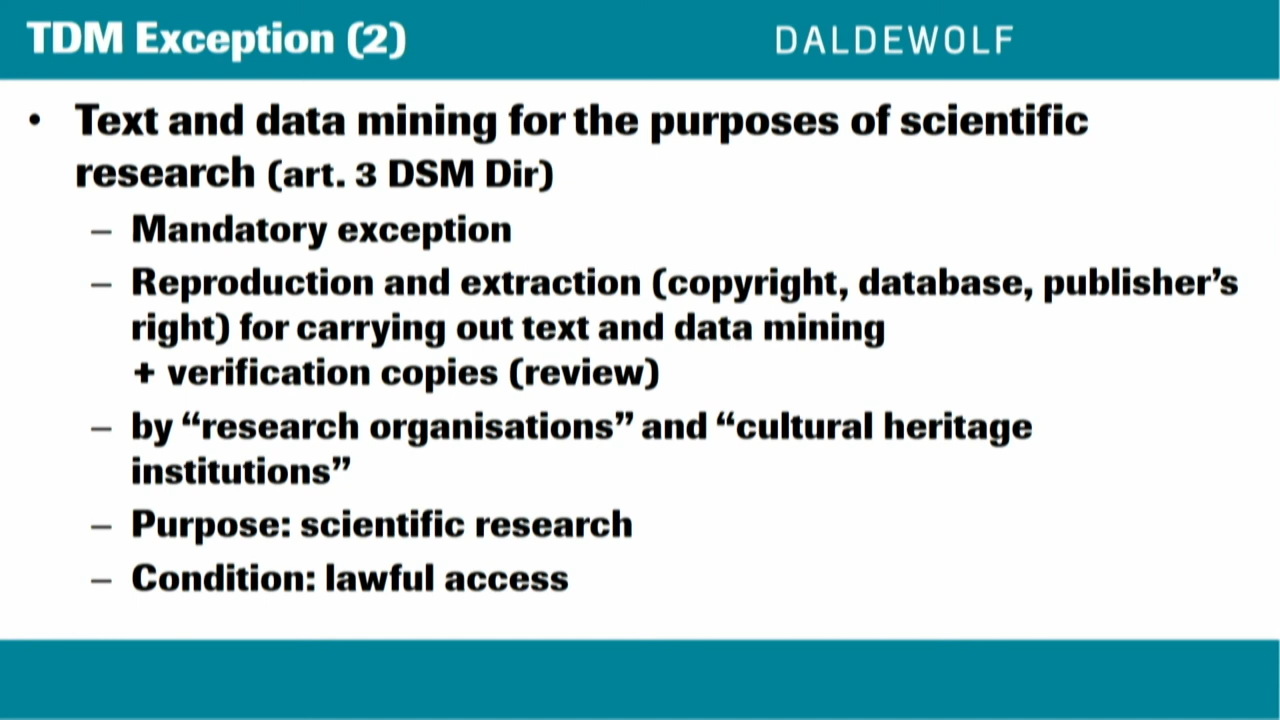 TDM Exception (2)
DALDEWOLF
• Text and data mining for the purposes of scientific
research (art. 3 DSM Dir)
– Mandatory exception
– Reproduction and extraction (copyright, database, publisher’s
right) for carrying out text and data mining
+ verification copies (review)
– by “research organisations” and “cultural heritage
institutions”
– Purpose: scientific research
– Condition: lawful access